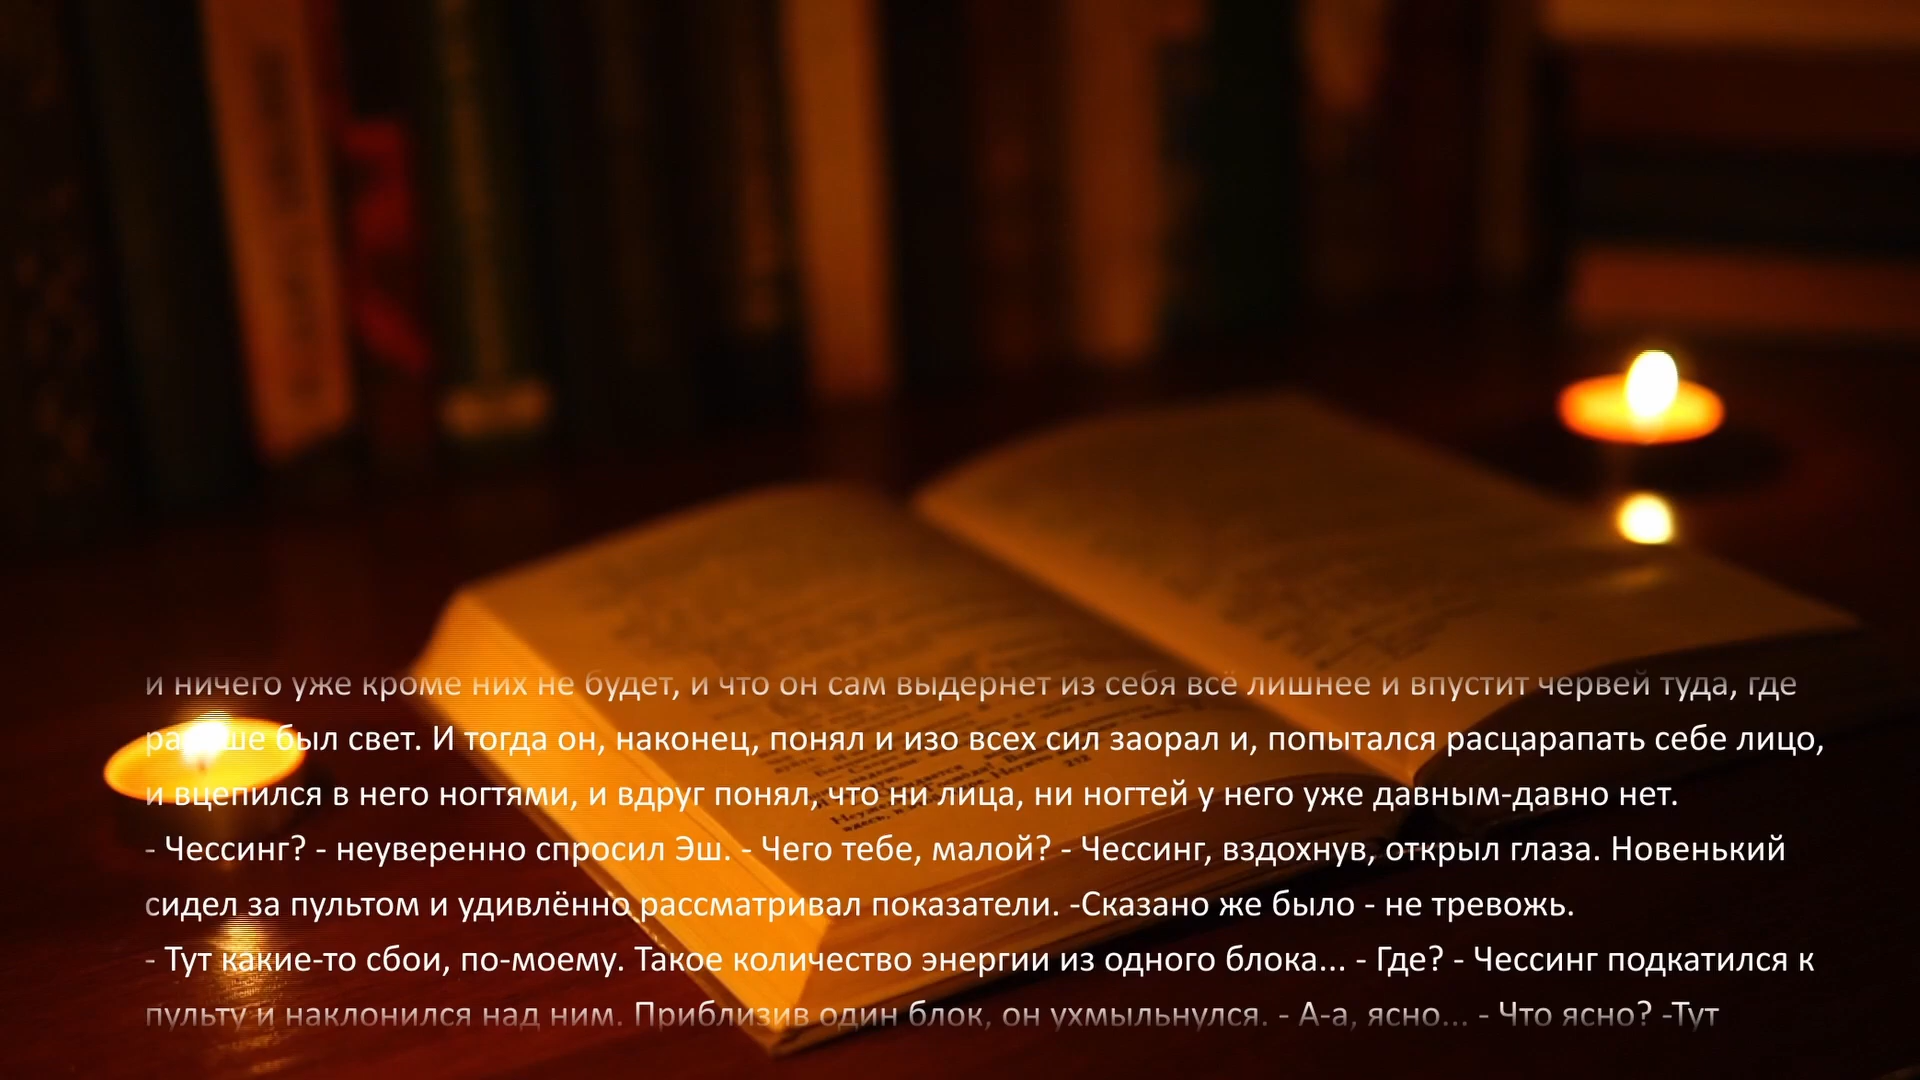 и ничего уже кроме них не будет, и что он сам выдернет из себя всё лишнее и впустит червей туда, где
раньше был свет. И тогда он, наконец, понял и изо всех сил заорал и, попытался расцарапать себе лицо,
и вцепился в него ногтями, и вдруг понял, что ни лица, ни ногтей у него уже давным-давно нет.
- Чессинг? - неуверенно спросил Эш. - Чего тебе, малой? - Чессинг, вздохнув, открыл глаза. Новенький
сидел за пультом и удивлённо рассматривал показатели. -Сказано же было - не тревожь.
- Тут какие-то сбои, по-моему. Такое количество энергии из одного блока... - Где? - Чессинг подкатился к
пульту и наклонился над ним. Приблизив один блок, он ухмыльнулся. - А-а, ясно... - Что ясно? -Тут
232